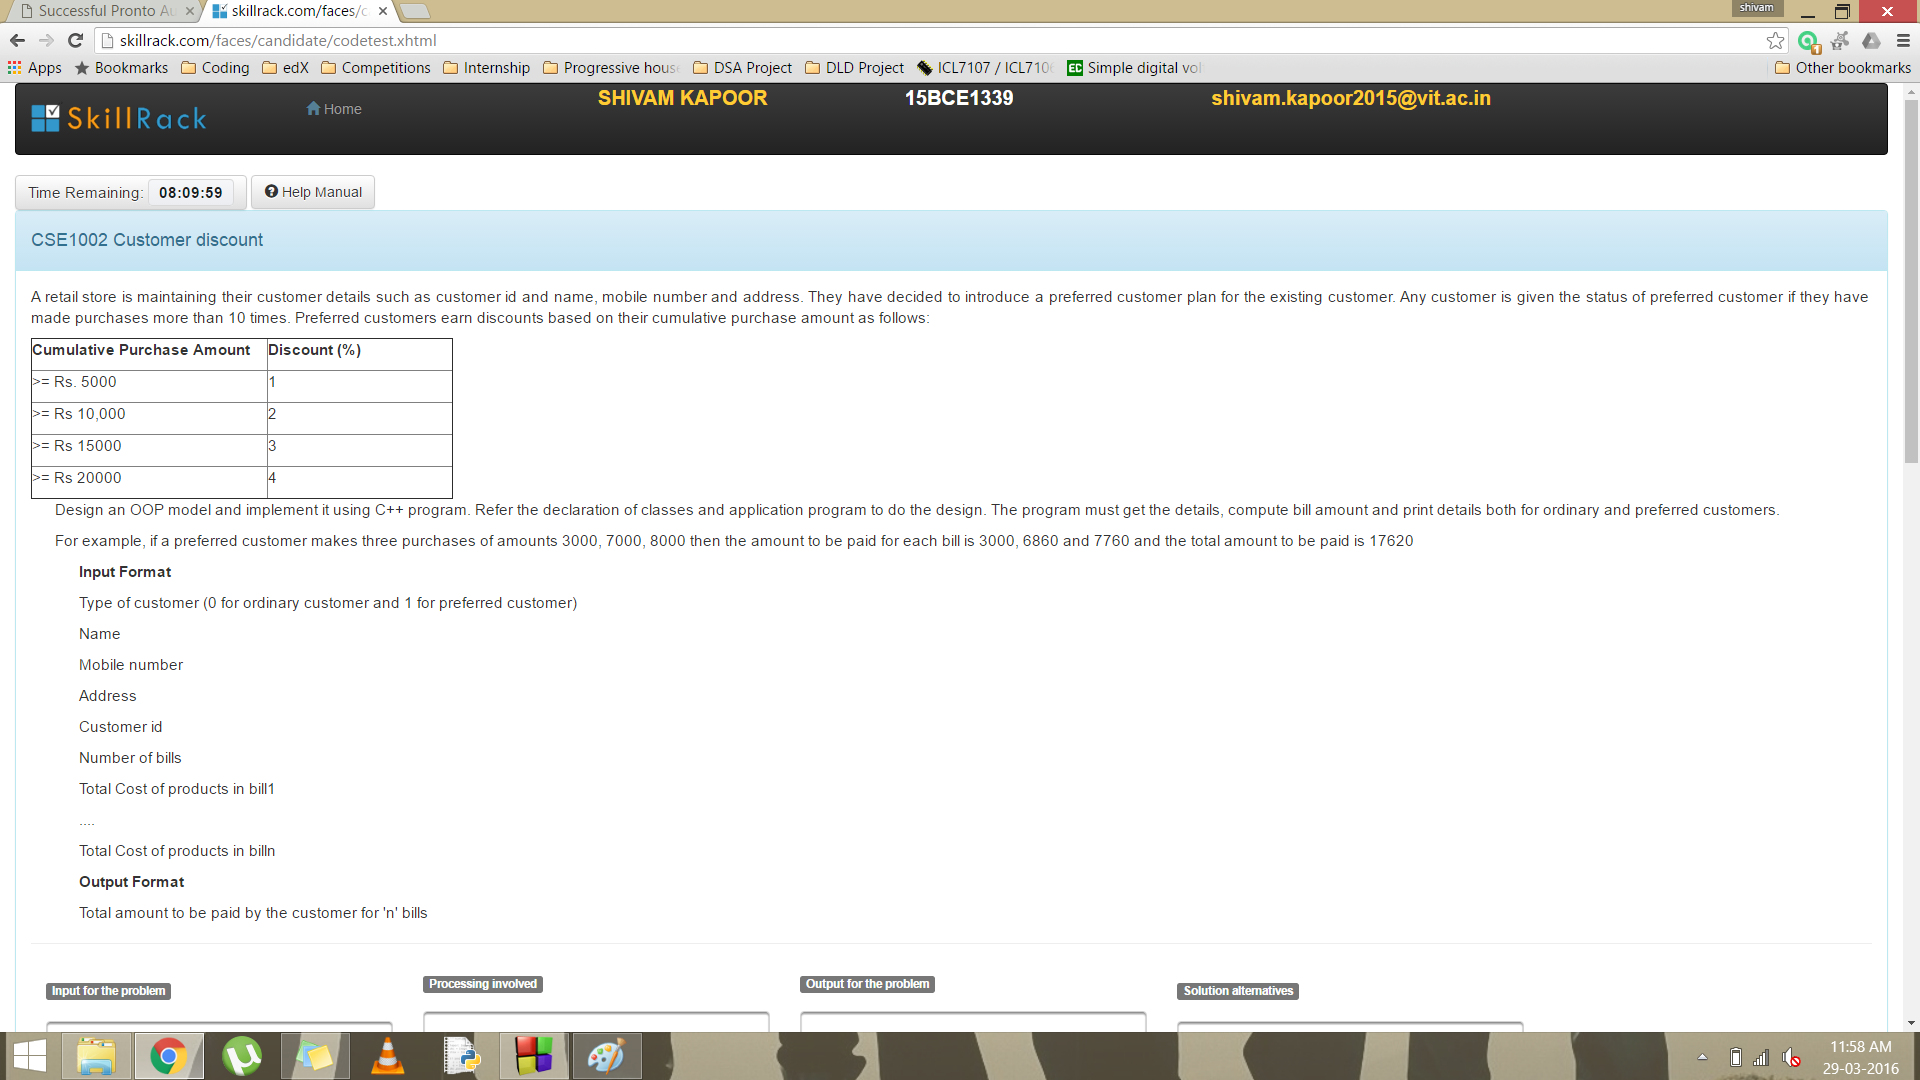 Successful Pronto Au
skillrack.com/faces/c
shivam
skillrack.com/faces/candidate/codetest.xhtml
Apps Bookmarks Coding edX Competitions Internship Progressive hous DSA Project DLD Project ICL7107 / ICL710 EC Simple digital vol Other bookmarks
SkillRack Home SHIVAM KAPOOR 15BCE1339 shivam.kapoor2015@vit.ac.in
Time Remaining: 08:09:59 Help Manual
CSE1002 Customer discount
A retail store is maintaining their customer details such as customer id and name, mobile number and address. They have decided to introduce a preferred customer plan for the existing customer. Any customer is given the status of preferred customer if they have
made purchases more than 10 times. Preferred customers earn discounts based on their cumulative purchase amount as follows:
Cumulative Purchase Amount Discount (%)
>= Rs. 5000 1
>= Rs 10,000 2
>= Rs 15000 3
>= Rs 20000 4
Design an OOP model and implement it using C++ program. Refer the declaration of classes and application program to do the design. The program must get the details, compute bill amount and print details both for ordinary and preferred customers.
For example, if a preferred customer makes three purchases of amounts 3000, 7000, 8000 then the amount to be paid for each bill is 3000, 6860 and 7760 and the total amount to be paid is 17620
Input Format
Type of customer (0 for ordinary customer and 1 for preferred customer)
Name
Mobile number
Address
Customer id
Number of bills
Total Cost of products in bill1
....
Total Cost of products in billn
Output Format
Total amount to be paid by the customer for 'n' bills
Input for the problem Processing involved Output for the problem Solution alternatives
11:58 AM
29-03-2016